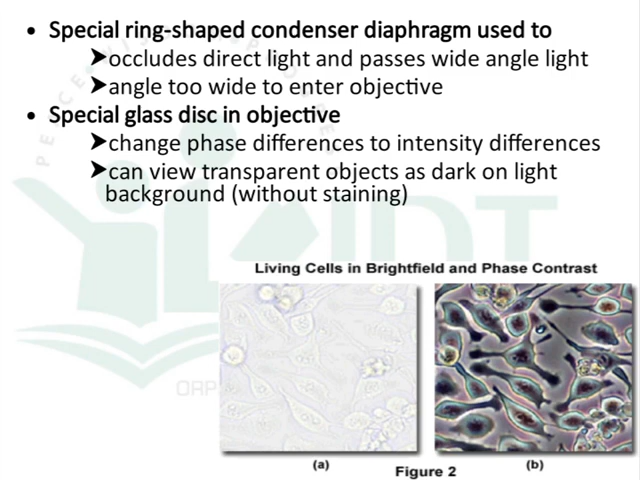 • Special ring-shaped condenser diaphragm used to
➤occludes direct light and passes wide angle light
➤angle too wide to enter objective
• Special glass disc in objective
➤change phase differences to intensity differences
➤can view transparent objects as dark on light
background (without staining)
Living Cells in Brightfield and Phase Contrast
(a)
(b)
Figure 2